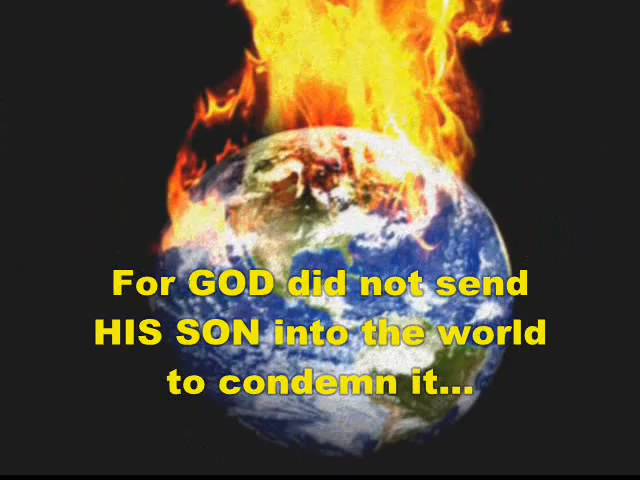 For GOD did not send
HIS SON into the world
to condemn it...